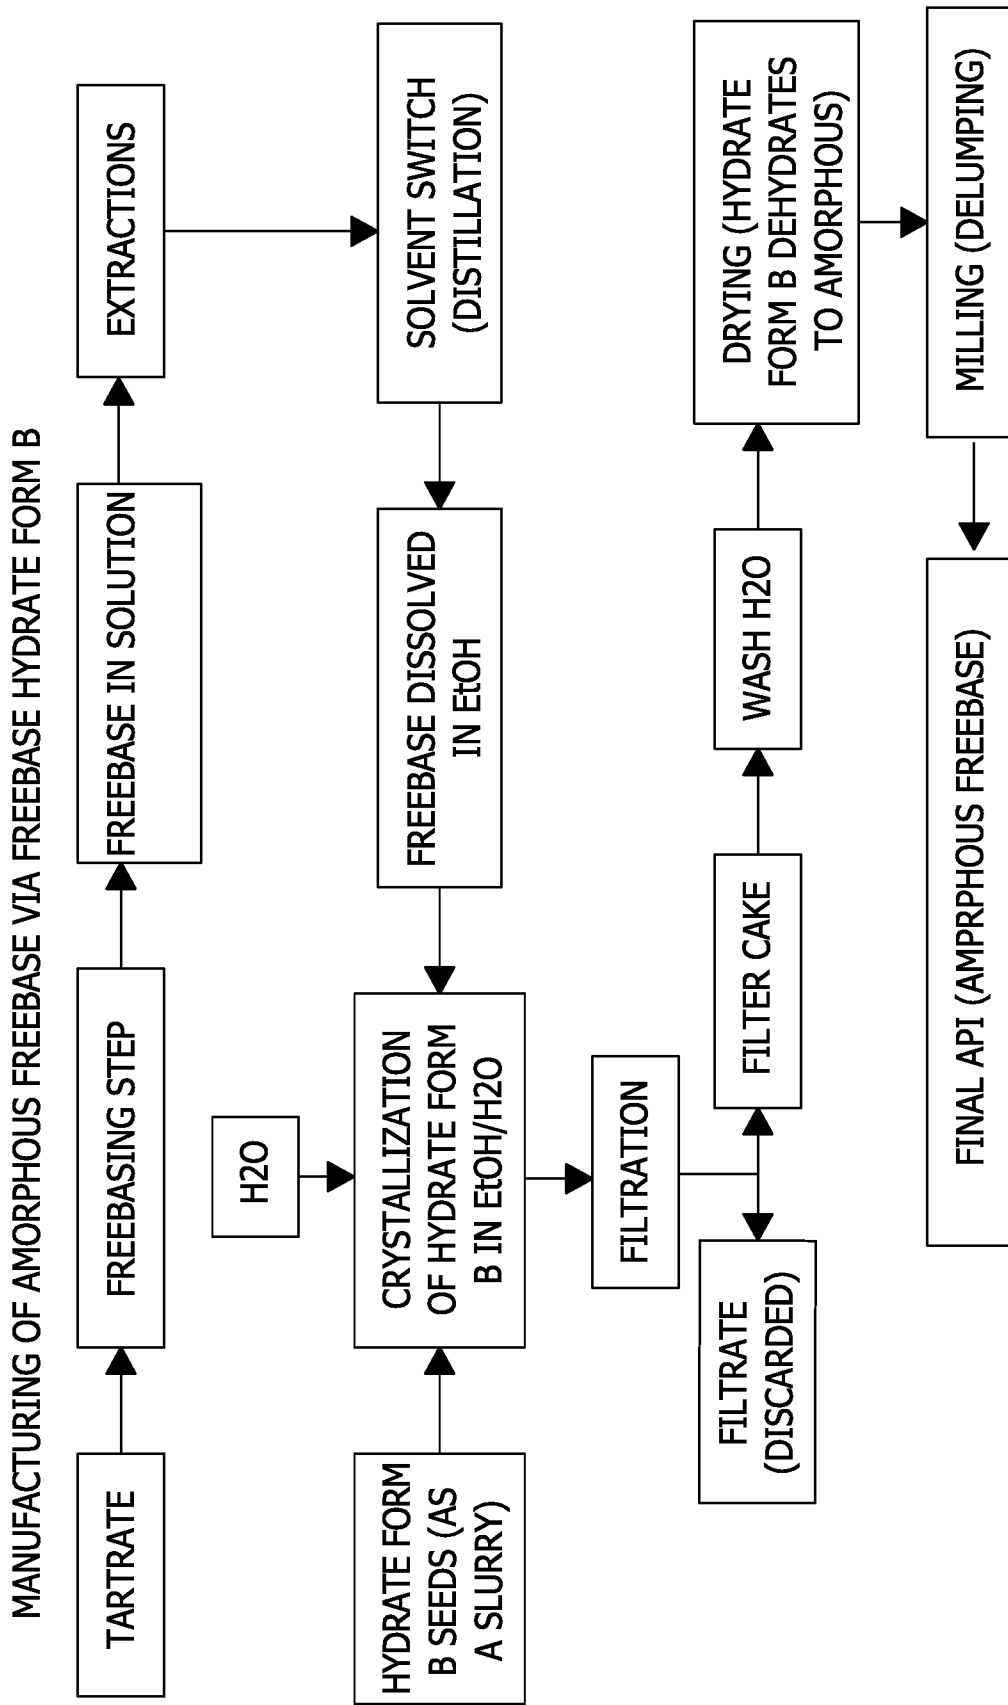 MANUFACTURING OF AMORPHOUS FREEBASE VIA FREEBASE HYDRATE FORM B
TARTRATE
FREEBASING STEP
FREEBASE IN SOLUTION
EXTRACTIONS
SOLVENT SWITCH
(DISTILLATION)
FREEBASE DISSOLVED
IN EtOH
H2O
CRYSTALLIZATION
OF HYDRATE FORM
B IN EtOH/H2O
HYDRATE FORM
B SEEDS (AS
A SLURRY)
FILTRATION
FILTRATE
(DISCARDED)
FILTER CAKE
WASH H2O
DRYING (HYDRATE
FORM B DEHYDRATES
TO AMORPHOUS)
MILLING (DELUMPING)
FINAL API (AMPRPHOUS FREEBASE)